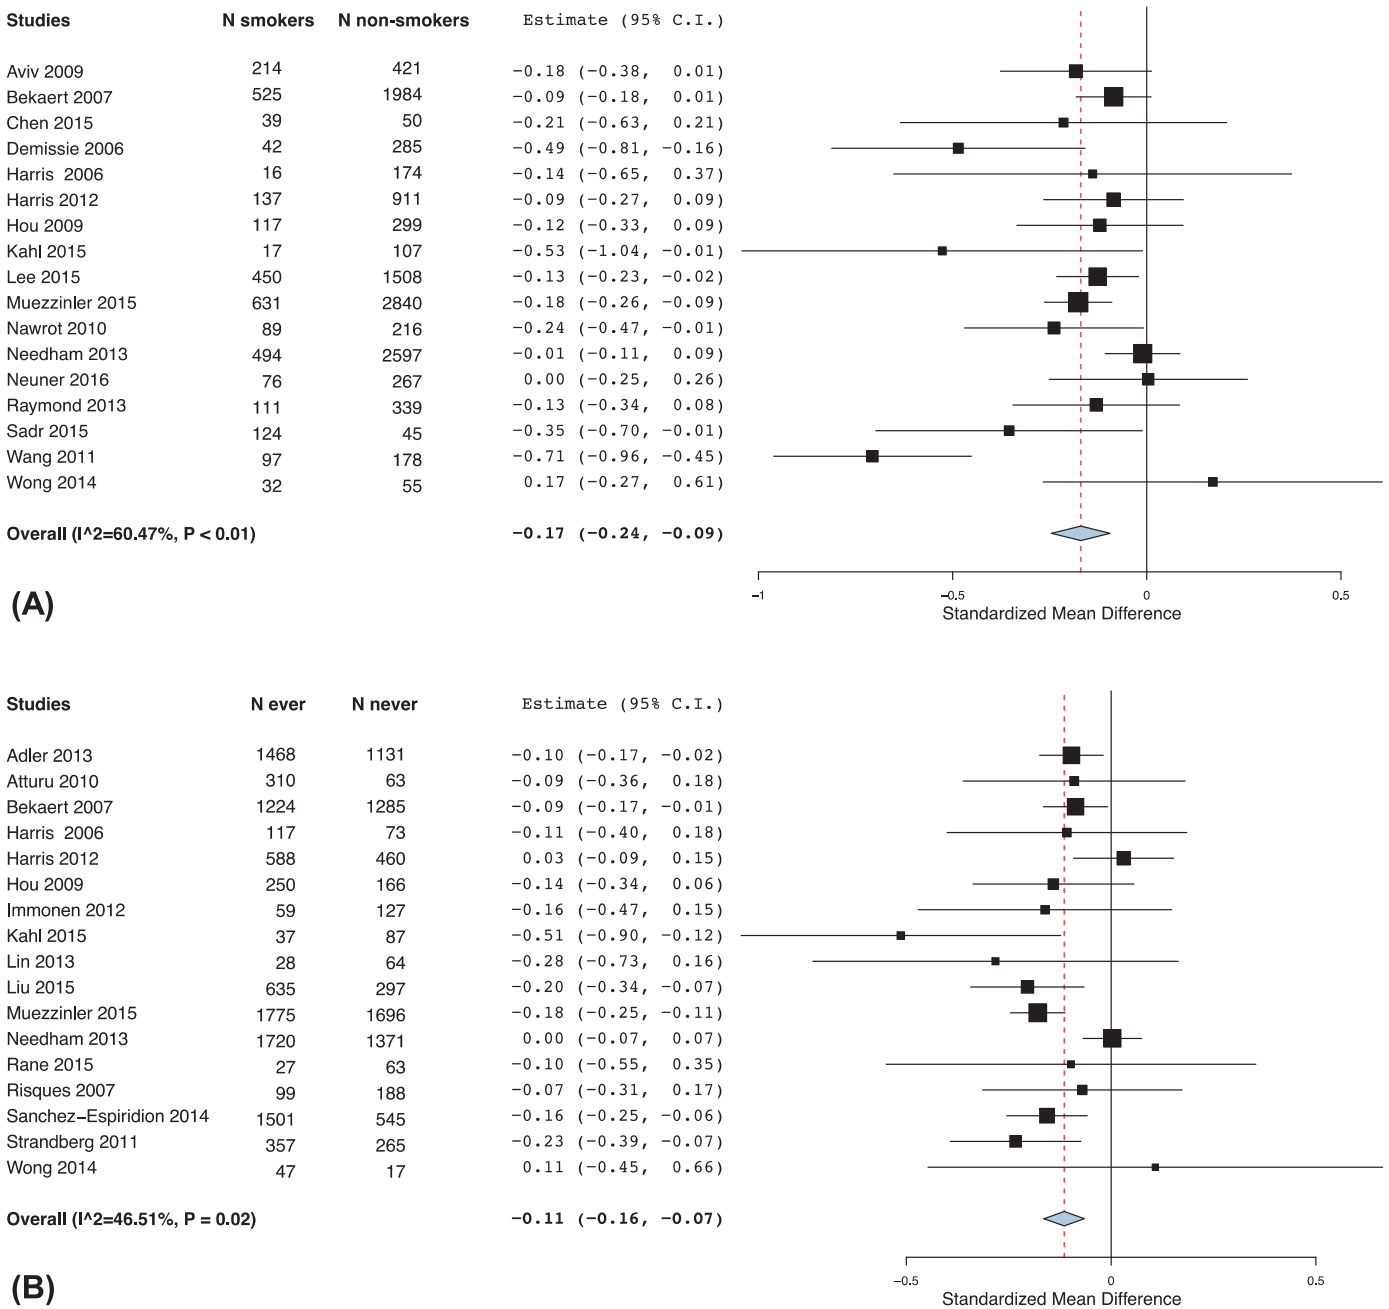 Studies N smokers N non-smokers Estimate (95% C.I.)
Aviv 2009 214 421 −0.18 (−0.38, 0.01)
Bekaert 2007 525 1984 −0.09 (−0.18, 0.01)
Chen 2015 39 50 −0.21 (−0.63, 0.21)
Demissie 2006 42 285 −0.49 (−0.81, −0.16)
Harris 2006 16 174 −0.14 (−0.65, 0.37)
Harris 2012 137 911 −0.09 (−0.27, 0.09)
Hou 2009 117 299 −0.12 (−0.33, 0.09)
Kahl 2015 17 107 −0.53 (−1.04, −0.01)
Lee 2015 450 1508 −0.13 (−0.23, −0.02)
Muezzinler 2015 631 2840 −0.18 (−0.26, −0.09)
Nawrot 2010 89 216 −0.24 (−0.47, −0.01)
Needham 2013 494 2597 −0.01 (−0.11, 0.09)
Neuner 2016 76 267 0.00 (−0.25, 0.26)
Raymond 2013 111 339 −0.13 (−0.34, 0.08)
Sadr 2015 124 45 −0.35 (−0.70, −0.01)
Wang 2011 97 178 −0.71 (−0.96, −0.45)
Wong 2014 32 55 0.17 (−0.27, 0.61)
Overall (I^2=60.47%, P < 0.01) −0.17 (−0.24, −0.09)
−1 −0.5 0 0.5
Standardized Mean Difference
(A)
Studies N ever N never Estimate (95% C.I.)
Adler 2013 1468 1131 −0.10 (−0.17, −0.02)
Atturu 2010 310 63 −0.09 (−0.36, 0.18)
Bekaert 2007 1224 1285 −0.09 (−0.17, −0.01)
Harris 2006 117 73 −0.11 (−0.40, 0.18)
Harris 2012 588 460 0.03 (−0.09, 0.15)
Hou 2009 250 166 −0.14 (−0.34, 0.06)
Immonen 2012 59 127 −0.16 (−0.47, 0.15)
Kahl 2015 37 87 −0.51 (−0.90, −0.12)
Lin 2013 28 64 −0.28 (−0.73, 0.16)
Liu 2015 635 297 −0.20 (−0.34, −0.07)
Muezzinler 2015 1775 1696 −0.18 (−0.25, −0.11)
Needham 2013 1720 1371 0.00 (−0.07, 0.07)
Rane 2015 27 63 −0.10 (−0.55, 0.35)
Risques 2007 99 188 −0.07 (−0.31, 0.17)
Sanchez−Espiridion 2014 1501 545 −0.16 (−0.25, −0.06)
Strandberg 2011 357 265 −0.23 (−0.39, −0.07)
Wong 2014 47 17 0.11 (−0.45, 0.66)
Overall (I^2=46.51%, P = 0.02) −0.11 (−0.16, −0.07)
−0.5 0 0.5
Standardized Mean Difference
(B)